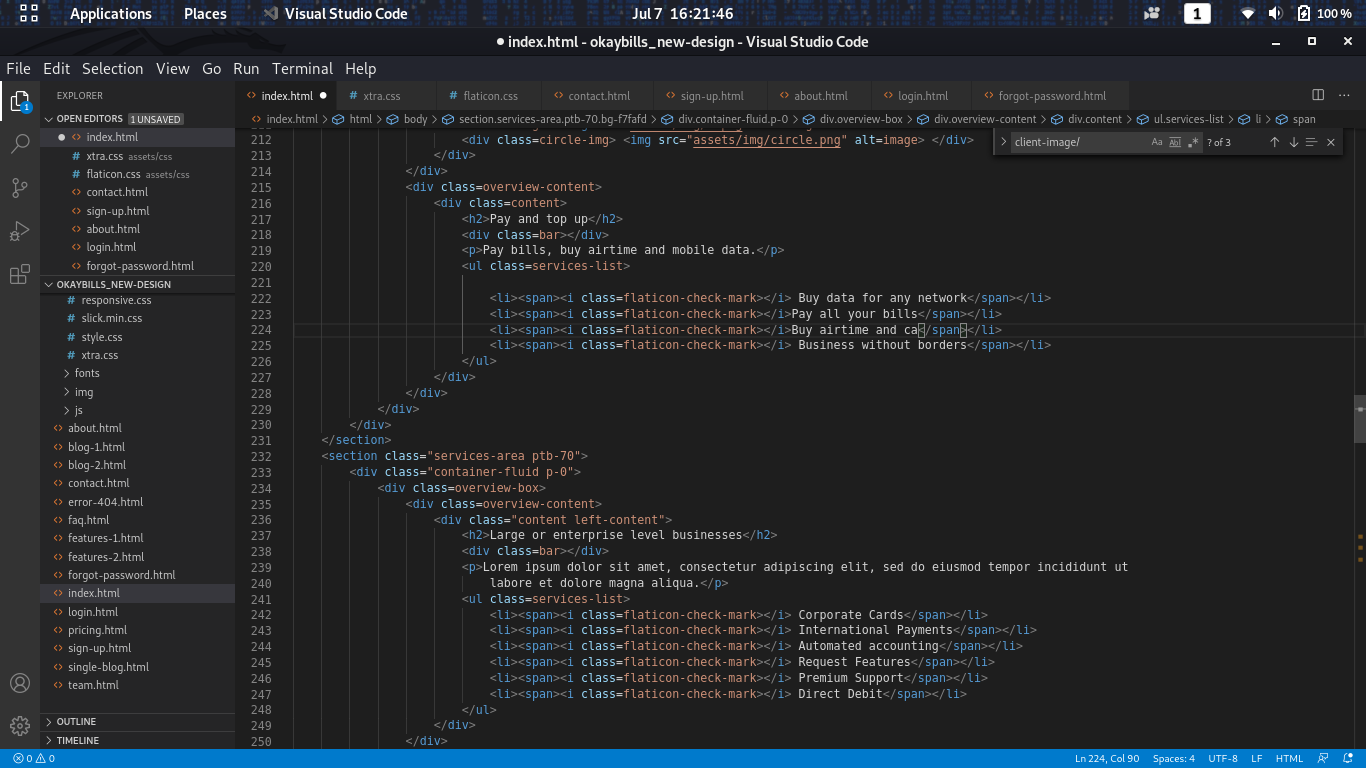 Applications Places Visual Studio Code Jul 7 16:21:46 1 100 %
index.html - okaybills_new-design - Visual Studio Code
File Edit Selection View Go Run Terminal Help
1
EXPLORER
OPEN EDITORS 1 UNSAVED
index.html
xtra.css assets/css
flaticon.css assets/css
contact.html
sign-up.html
about.html
login.html
forgot-password.html
OKAYBILLS_NEW-DESIGN
responsive.css
slick.min.css
style.css
xtra.css
fonts
img
js
about.html
blog-1.html
blog-2.html
contact.html
error-404.html
faq.html
features-1.html
features-2.html
forgot-password.html
index.html
login.html
pricing.html
sign-up.html
single-blog.html
team.html
OUTLINE
TIMELINE
index.html xtra.css flaticon.css contact.html sign-up.html about.html login.html forgot-password.html
index.html > html > body > section.services-area.ptb-70.bg-f7fafd > div.container-fluid.p-0 > div.overview-box > div.overview-content > div.content > ul.services-list > li > span
client-image/ Aa Abl .* ? of 3
212 <div class=circle-img> <img src="assets/img/circle.png" alt=image> </div>
213 </div>
214 </div>
215 <div class=overview-content>
216 <div class=content>
217 <h2>Pay and top up</h2>
218 <div class=bar></div>
219 <p>Pay bills, buy airtime and mobile data.</p>
220 <ul class=services-list>
221
222 <li><span><i class=flaticon-check-mark></i> Buy data for any network</span></li>
223 <li><span><i class=flaticon-check-mark></i>Pay all your bills</span></li>
224 <li><span><i class=flaticon-check-mark></i>Buy airtime and ca</span></li>
225 <li><span><i class=flaticon-check-mark></i> Business without borders</span></li>
226 </ul>
227 </div>
228 </div>
229 </div>
230 </div>
231 </section>
232 <section class="services-area ptb-70">
233 <div class="container-fluid p-0">
234 <div class=overview-box>
235 <div class=overview-content>
236 <div class="content left-content">
237 <h2>Large or enterprise level businesses</h2>
238 <div class=bar></div>
239 <p>Lorem ipsum dolor sit amet, consectetur adipiscing elit, sed do eiusmod tempor incididunt ut
240 labore et dolore magna aliqua.</p>
241 <ul class=services-list>
242 <li><span><i class=flaticon-check-mark></i> Corporate Cards</span></li>
243 <li><span><i class=flaticon-check-mark></i> International Payments</span></li>
244 <li><span><i class=flaticon-check-mark></i> Automated accounting</span></li>
245 <li><span><i class=flaticon-check-mark></i> Request Features</span></li>
246 <li><span><i class=flaticon-check-mark></i> Premium Support</span></li>
247 <li><span><i class=flaticon-check-mark></i> Direct Debit</span></li>
248 </ul>
249 </div>
250 </div>
0 0 Ln 224, Col 90 Spaces: 4 UTF-8 LF HTML